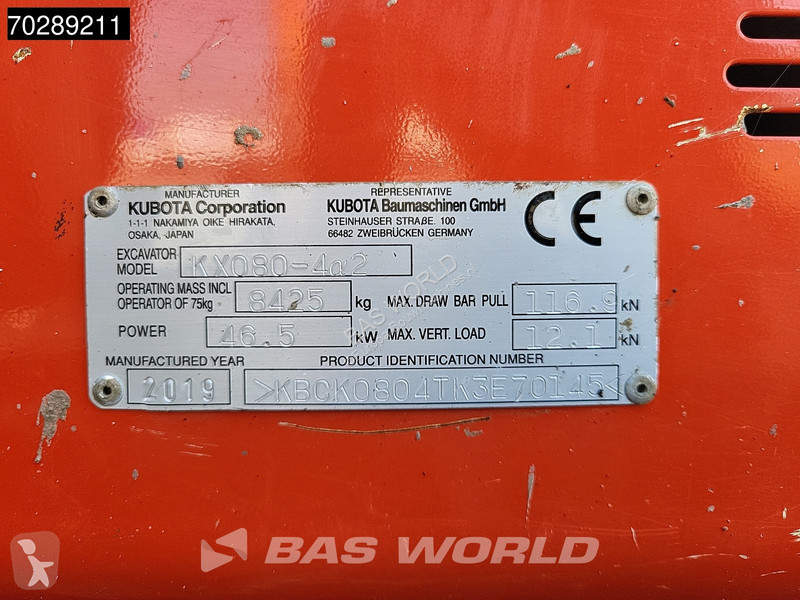 70289211
MANUFACTURER
KUBOTA Corporation
1-1-1 NAKAMIYA OIKE HIRAKATA,
OSAKA, JAPAN
REPRESENTATIVE
KUBOTA Baumaschinen GmbH
STEINHAUSER STRAßE. 100
66482 ZWEIBRÜCKEN GERMANY
CE
EXCAVATOR MODEL KX080-4α2
OPERATING MASS INCL OPERATOR OF 75kg 8425 kg
MAX. DRAW BAR PULL 116.9 kN
POWER 46.5 kW
MAX. VERT. LOAD 12.1 kN
MANUFACTURED YEAR
2019
PRODUCT IDENTIFICATION NUMBER
>KBCK0804TK3E70145<
BAS WORLD
BAS WORLD